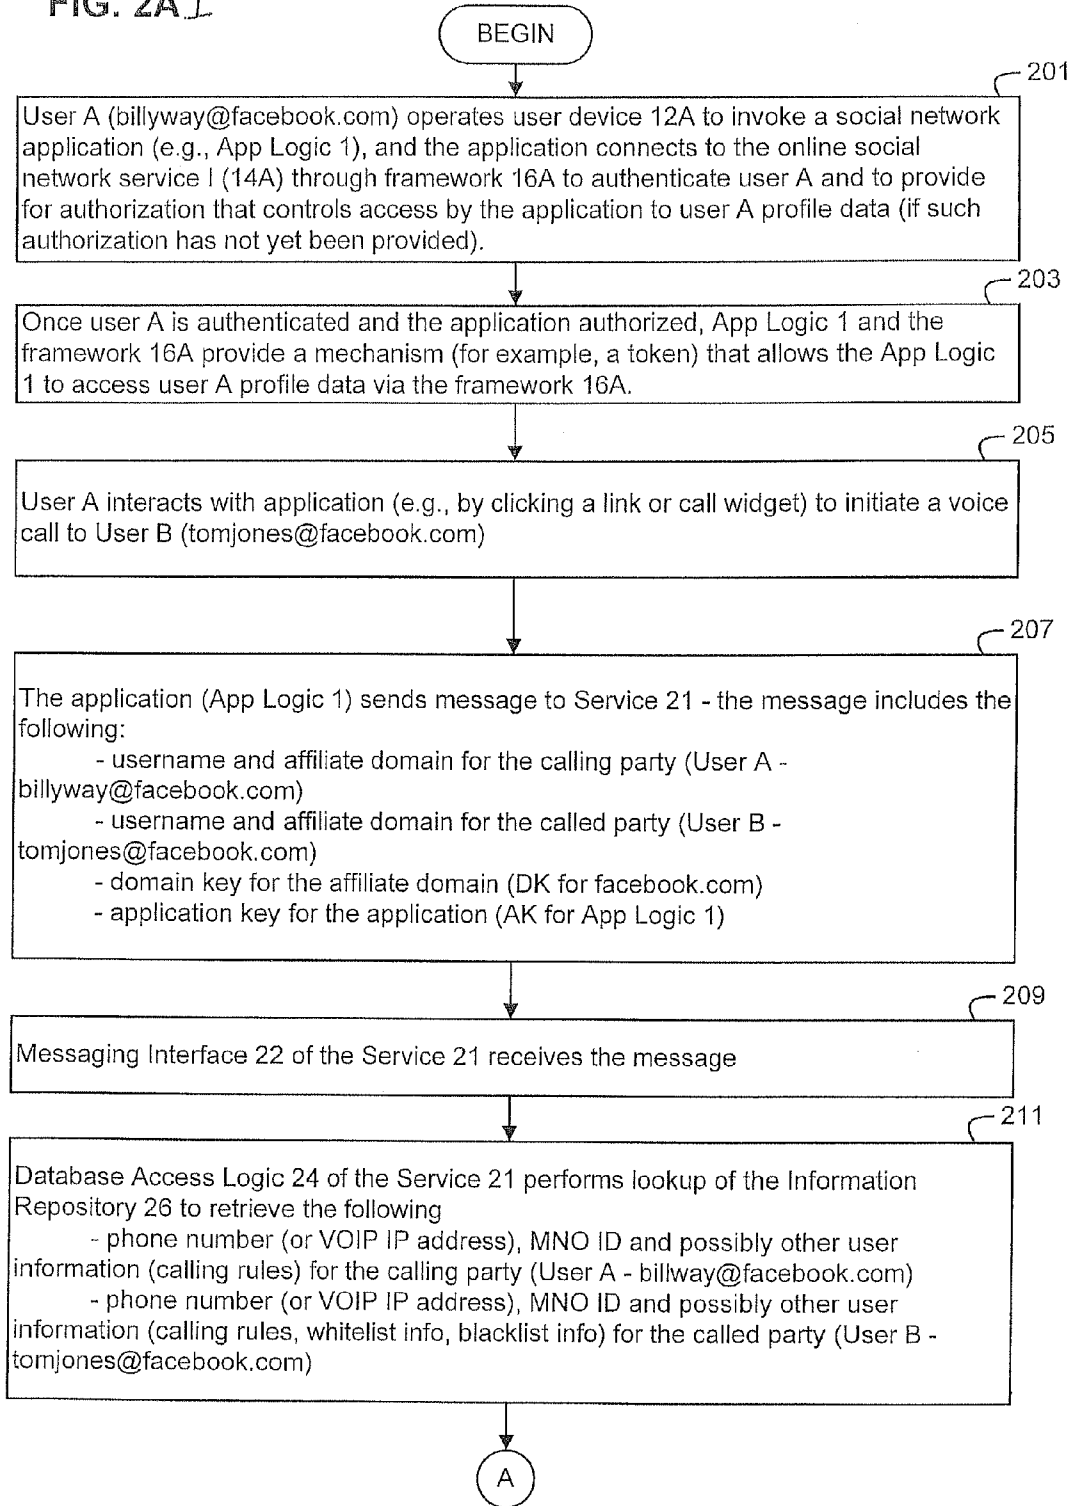 FIG. 2A1
BEGIN
201
User A (billyway@facebook.com) operates user device 12A to invoke a social network
application (e.g., App Logic 1), and the application connects to the online social
network service I (14A) through framework 16A to authenticate user A and to provide
for authorization that controls access by the application to user A profile data (if such
authorization has not yet been provided).
203
Once user A is authenticated and the application authorized, App Logic 1 and the
framework 16A provide a mechanism (for example, a token) that allows the App Logic
1 to access user A profile data via the framework 16A.
205
User A interacts with application (e.g., by clicking a link or call widget) to initiate a voice
call to User B (tomjones@facebook.com)
207
The application (App Logic 1) sends message to Service 21 - the message includes the
following:
- username and affiliate domain for the calling party (User A -
billyway@facebook.com)
- username and affiliate domain for the called party (User B -
tomjones@facebook.com)
- domain key for the affiliate domain (DK for facebook.com)
- application key for the application (AK for App Logic 1)
209
Messaging Interface 22 of the Service 21 receives the message
211
Database Access Logic 24 of the Service 21 performs lookup of the Information
Repository 26 to retrieve the following
- phone number (or VOIP IP address), MNO ID and possibly other user
information (calling rules) for the calling party (User A - billway@facebook.com)
- phone number (or VOIP IP address), MNO ID and possibly other user
information (calling rules, whitelist info, blacklist info) for the called party (User B -
tomjones@facebook.com)
A